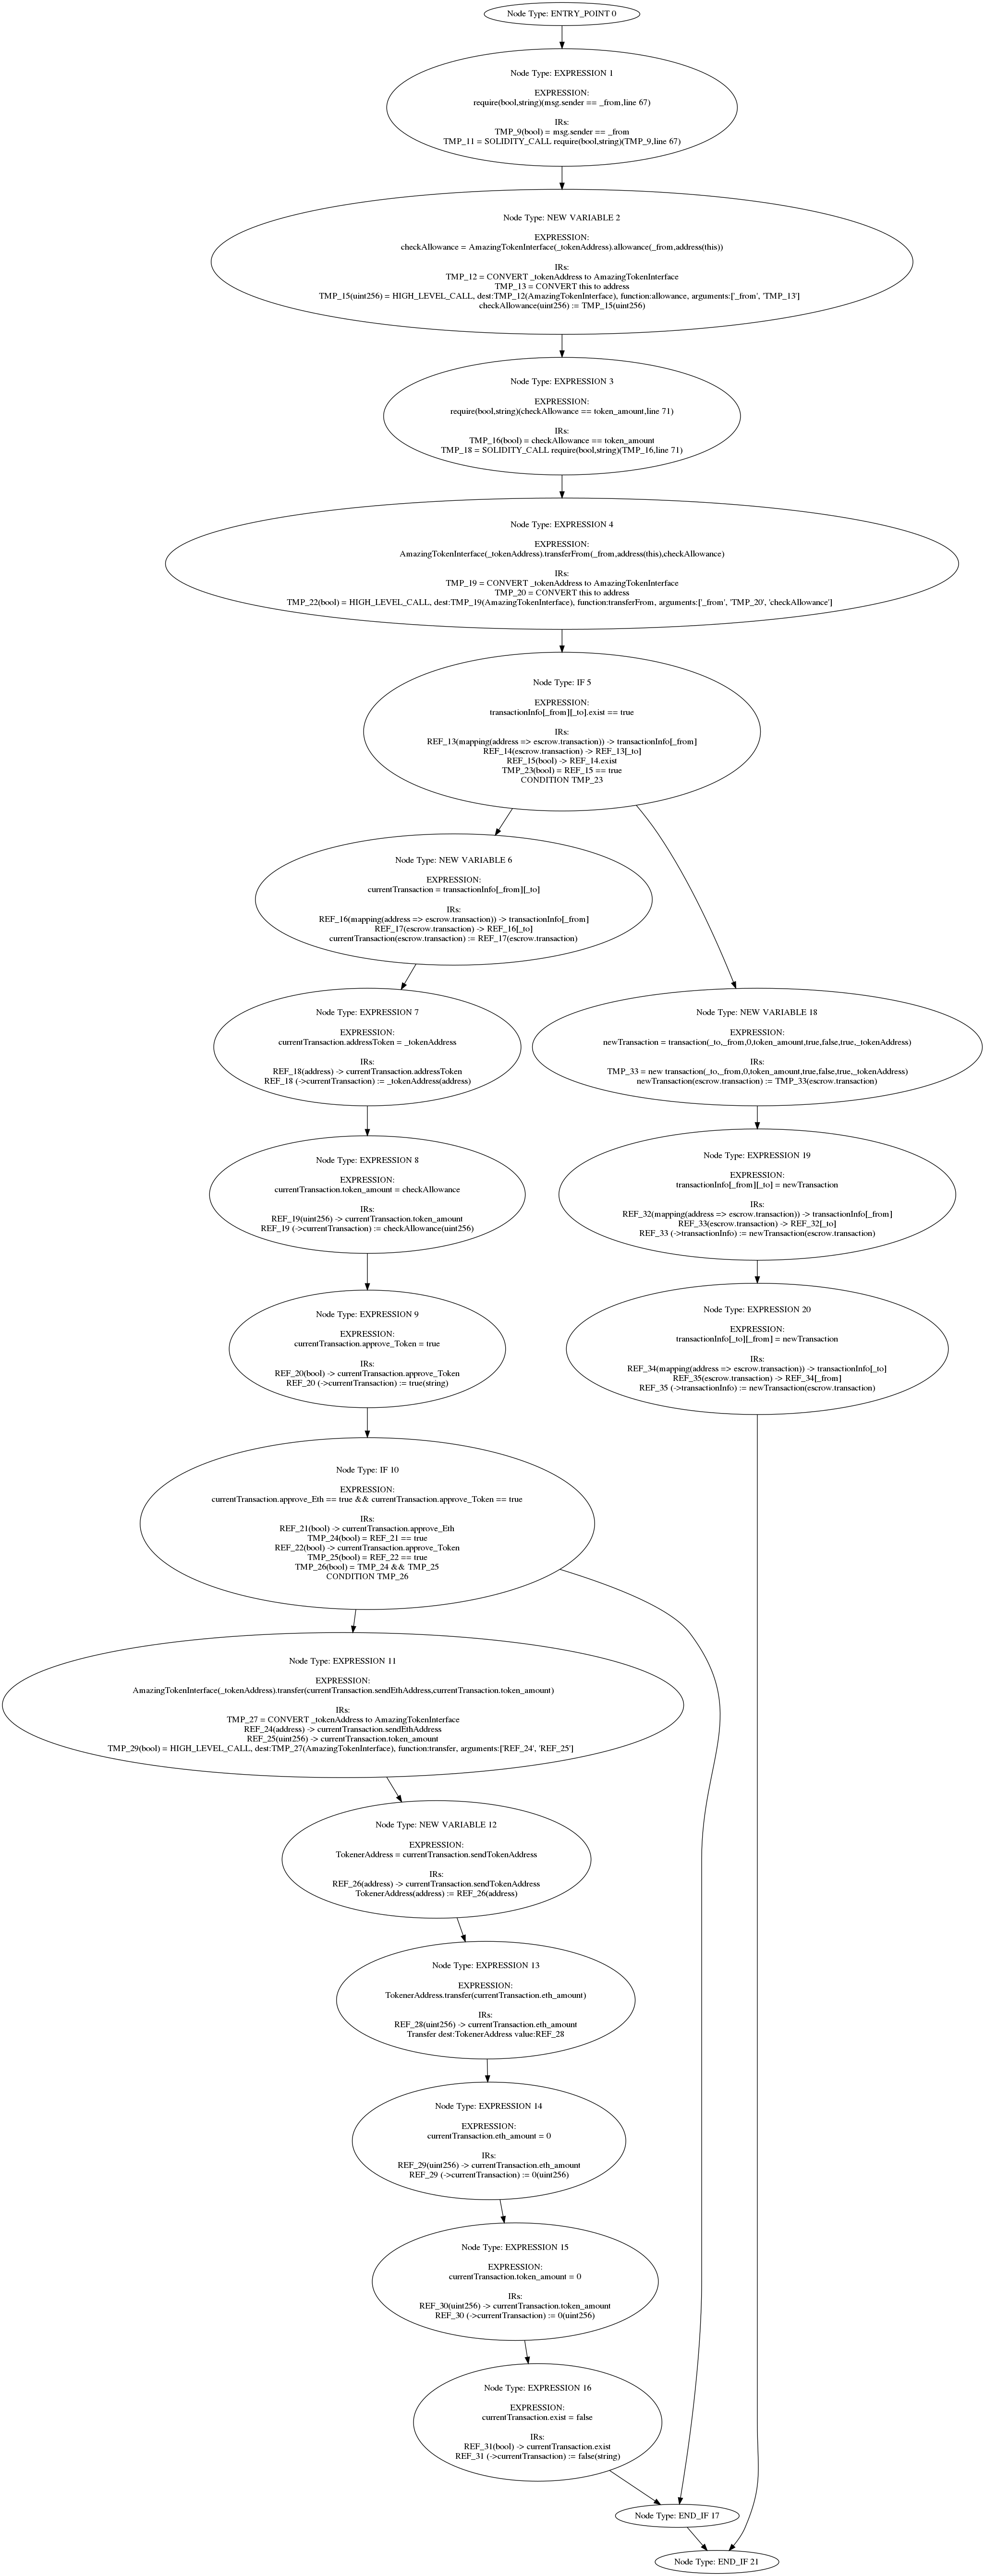 Node Type: ENTRY_POINT 0
Node Type: EXPRESSION 1
EXPRESSION:
require(bool,string)(msg.sender == _from,line 67)
IRs:
TMP_9(bool) = msg.sender == _from
TMP_11 = SOLIDITY_CALL require(bool,string)(TMP_9,line 67)
Node Type: NEW VARIABLE 2
EXPRESSION:
checkAllowance = AmazingTokenInterface(_tokenAddress).allowance(_from,address(this))
IRs:
TMP_12 = CONVERT _tokenAddress to AmazingTokenInterface
TMP_13 = CONVERT this to address
TMP_15(uint256) = HIGH_LEVEL_CALL, dest:TMP_12(AmazingTokenInterface), function:allowance, arguments:['_from', 'TMP_13']
checkAllowance(uint256) := TMP_15(uint256)
Node Type: EXPRESSION 3
EXPRESSION:
require(bool,string)(checkAllowance == token_amount,line 71)
IRs:
TMP_16(bool) = checkAllowance == token_amount
TMP_18 = SOLIDITY_CALL require(bool,string)(TMP_16,line 71)
Node Type: EXPRESSION 4
EXPRESSION:
AmazingTokenInterface(_tokenAddress).transferFrom(_from,address(this),checkAllowance)
IRs:
TMP_19 = CONVERT _tokenAddress to AmazingTokenInterface
TMP_20 = CONVERT this to address
TMP_22(bool) = HIGH_LEVEL_CALL, dest:TMP_19(AmazingTokenInterface), function:transferFrom, arguments:['_from', 'TMP_20', 'checkAllowance']
Node Type: IF 5
EXPRESSION:
transactionInfo[_from][_to].exist == true
IRs:
REF_13(mapping(address => escrow.transaction)) -> transactionInfo[_from]
REF_14(escrow.transaction) -> REF_13[_to]
REF_15(bool) -> REF_14.exist
TMP_23(bool) = REF_15 == true
CONDITION TMP_23
Node Type: NEW VARIABLE 6
EXPRESSION:
currentTransaction = transactionInfo[_from][_to]
IRs:
REF_16(mapping(address => escrow.transaction)) -> transactionInfo[_from]
REF_17(escrow.transaction) -> REF_16[_to]
currentTransaction(escrow.transaction) := REF_17(escrow.transaction)
Node Type: EXPRESSION 7
EXPRESSION:
currentTransaction.addressToken = _tokenAddress
IRs:
REF_18(address) -> currentTransaction.addressToken
REF_18 (->currentTransaction) := _tokenAddress(address)
Node Type: NEW VARIABLE 18
EXPRESSION:
newTransaction = transaction(_to,_from,0,token_amount,true,false,true,_tokenAddress)
IRs:
TMP_33 = new transaction(_to,_from,0,token_amount,true,false,true,_tokenAddress)
newTransaction(escrow.transaction) := TMP_33(escrow.transaction)
Node Type: EXPRESSION 8
EXPRESSION:
currentTransaction.token_amount = checkAllowance
IRs:
REF_19(uint256) -> currentTransaction.token_amount
REF_19 (->currentTransaction) := checkAllowance(uint256)
Node Type: EXPRESSION 19
EXPRESSION:
transactionInfo[_from][_to] = newTransaction
IRs:
REF_32(mapping(address => escrow.transaction)) -> transactionInfo[_from]
REF_33(escrow.transaction) -> REF_32[_to]
REF_33 (->transactionInfo) := newTransaction(escrow.transaction)
Node Type: EXPRESSION 9
EXPRESSION:
currentTransaction.approve_Token = true
IRs:
REF_20(bool) -> currentTransaction.approve_Token
REF_20 (->currentTransaction) := true(string)
Node Type: EXPRESSION 20
EXPRESSION:
transactionInfo[_to][_from] = newTransaction
IRs:
REF_34(mapping(address => escrow.transaction)) -> transactionInfo[_to]
REF_35(escrow.transaction) -> REF_34[_from]
REF_35 (->transactionInfo) := newTransaction(escrow.transaction)
Node Type: IF 10
EXPRESSION:
currentTransaction.approve_Eth == true && currentTransaction.approve_Token == true
IRs:
REF_21(bool) -> currentTransaction.approve_Eth
TMP_24(bool) = REF_21 == true
REF_22(bool) -> currentTransaction.approve_Token
TMP_25(bool) = REF_22 == true
TMP_26(bool) = TMP_24 && TMP_25
CONDITION TMP_26
Node Type: EXPRESSION 11
EXPRESSION:
AmazingTokenInterface(_tokenAddress).transfer(currentTransaction.sendEthAddress,currentTransaction.token_amount)
IRs:
TMP_27 = CONVERT _tokenAddress to AmazingTokenInterface
REF_24(address) -> currentTransaction.sendEthAddress
REF_25(uint256) -> currentTransaction.token_amount
TMP_29(bool) = HIGH_LEVEL_CALL, dest:TMP_27(AmazingTokenInterface), function:transfer, arguments:['REF_24', 'REF_25']
Node Type: NEW VARIABLE 12
EXPRESSION:
TokenerAddress = currentTransaction.sendTokenAddress
IRs:
REF_26(address) -> currentTransaction.sendTokenAddress
TokenerAddress(address) := REF_26(address)
Node Type: EXPRESSION 13
EXPRESSION:
TokenerAddress.transfer(currentTransaction.eth_amount)
IRs:
REF_28(uint256) -> currentTransaction.eth_amount
Transfer dest:TokenerAddress value:REF_28
Node Type: EXPRESSION 14
EXPRESSION:
currentTransaction.eth_amount = 0
IRs:
REF_29(uint256) -> currentTransaction.eth_amount
REF_29 (->currentTransaction) := 0(uint256)
Node Type: EXPRESSION 15
EXPRESSION:
currentTransaction.token_amount = 0
IRs:
REF_30(uint256) -> currentTransaction.token_amount
REF_30 (->currentTransaction) := 0(uint256)
Node Type: EXPRESSION 16
EXPRESSION:
currentTransaction.exist = false
IRs:
REF_31(bool) -> currentTransaction.exist
REF_31 (->currentTransaction) := false(string)
Node Type: END_IF 17
Node Type: END_IF 21